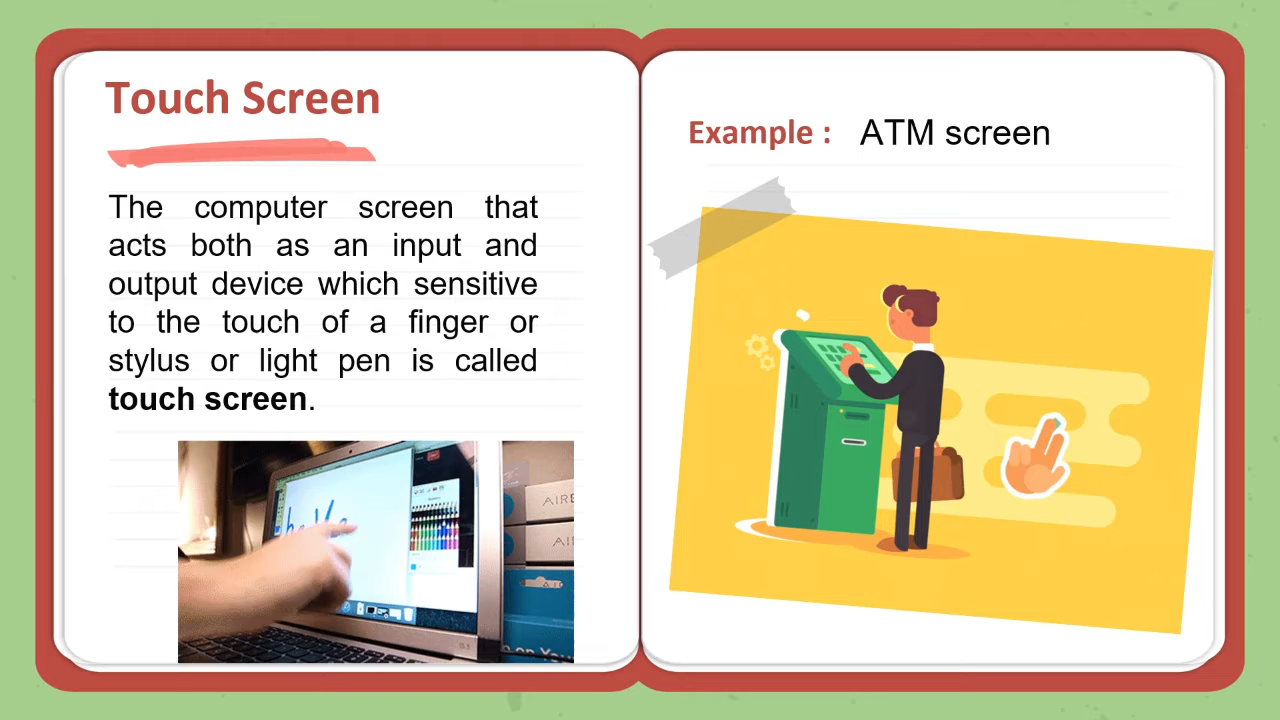 Touch Screen
The computer screen that
acts both as an input and
output device which sensitive
to the touch of a finger or
stylus or light pen is called
touch screen.
Example : ATM screen